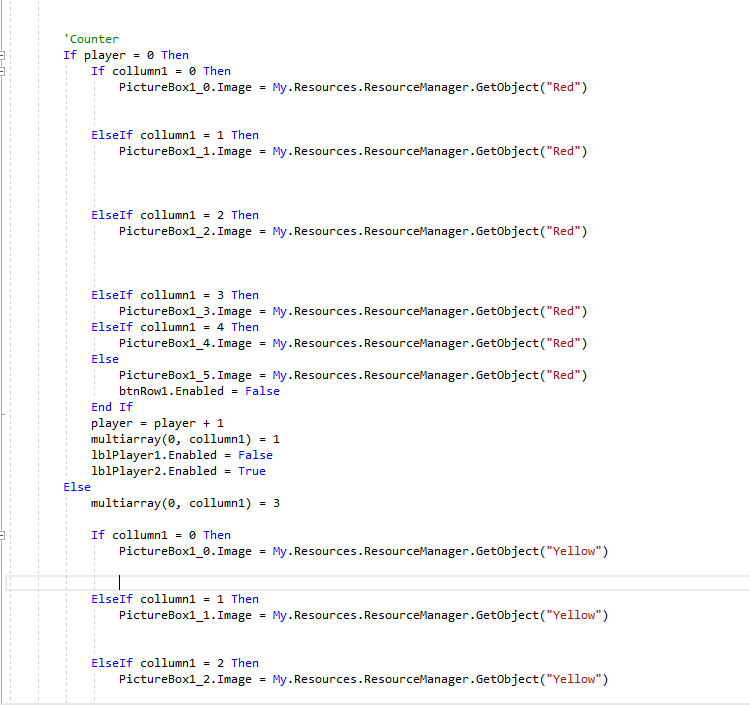 'Counter
If player = 0 Then
If collumn1 = 0 Then
PictureBox1_0.Image = My.Resources.ResourceManager.GetObject("Red")
ElseIf collumn1 = 1 Then
PictureBox1_1.Image = My.Resources.ResourceManager.GetObject("Red")
ElseIf collumn1 = 2 Then
PictureBox1_2.Image = My.Resources.ResourceManager.GetObject("Red")
ElseIf collumn1 = 3 Then
PictureBox1_3.Image = My.Resources.ResourceManager.GetObject("Red")
ElseIf collumn1 = 4 Then
PictureBox1_4.Image = My.Resources.ResourceManager.GetObject("Red")
Else
PictureBox1_5.Image = My.Resources.ResourceManager.GetObject("Red")
btnRow1.Enabled = False
End If
player = player + 1
multiarray(0, collumn1) = 1
lblPlayer1.Enabled = False
lblPlayer2.Enabled = True
Else
multiarray(0, collumn1) = 3
If collumn1 = 0 Then
PictureBox1_0.Image = My.Resources.ResourceManager.GetObject("Yellow")
ElseIf collumn1 = 1 Then
PictureBox1_1.Image = My.Resources.ResourceManager.GetObject("Yellow")
ElseIf collumn1 = 2 Then
PictureBox1_2.Image = My.Resources.ResourceManager.GetObject("Yellow")